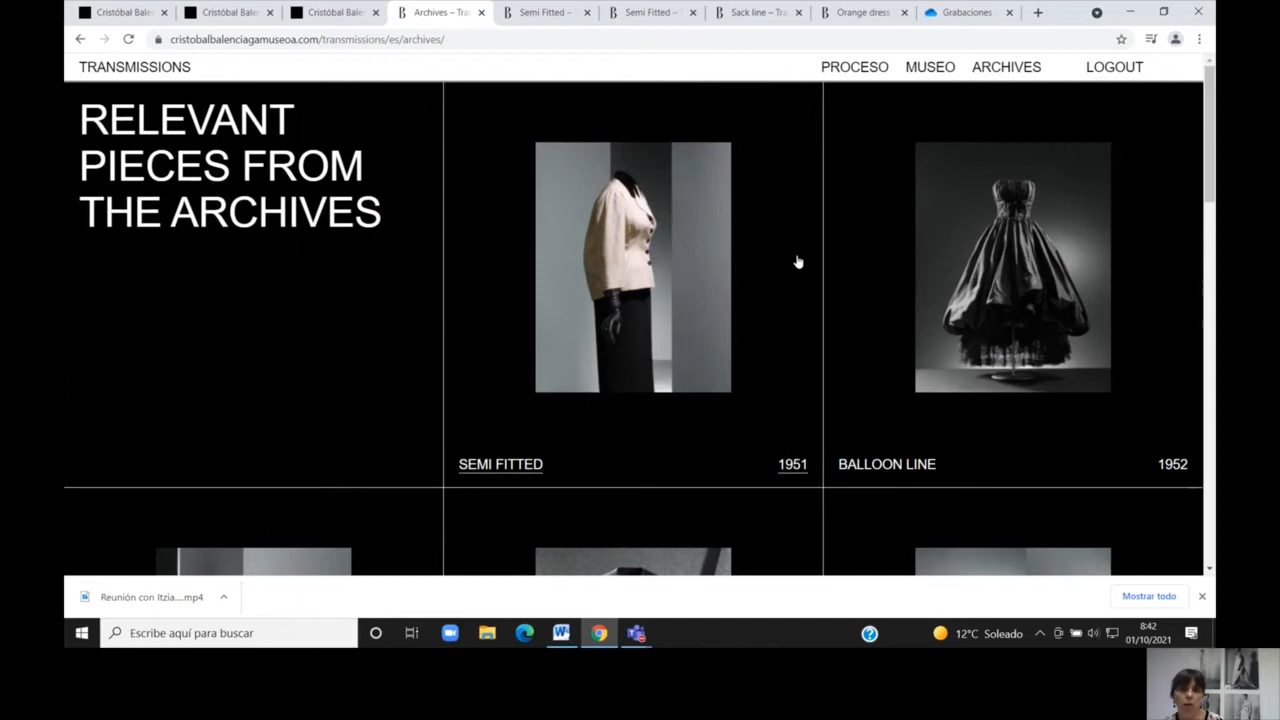 Cristóbal Bale
Cristóbal Bale
Cristóbal Bale
Archives – Tra
Semi Fitted –
Semi Fitted –
Sack line – Tra
Orange dress
Grabaciones
cristobalbalenciagamuseoa.com/transmissions/es/archives/
TRANSMISSIONS
PROCESO
MUSEO
ARCHIVES
LOGOUT
RELEVANT
PIECES FROM
THE ARCHIVES
SEMI FITTED
1951
BALLOON LINE
1952
Reunión con Itzia....mp4
Mostrar todo
Escribe aquí para buscar
12°C Soleado
8:42
01/10/2021